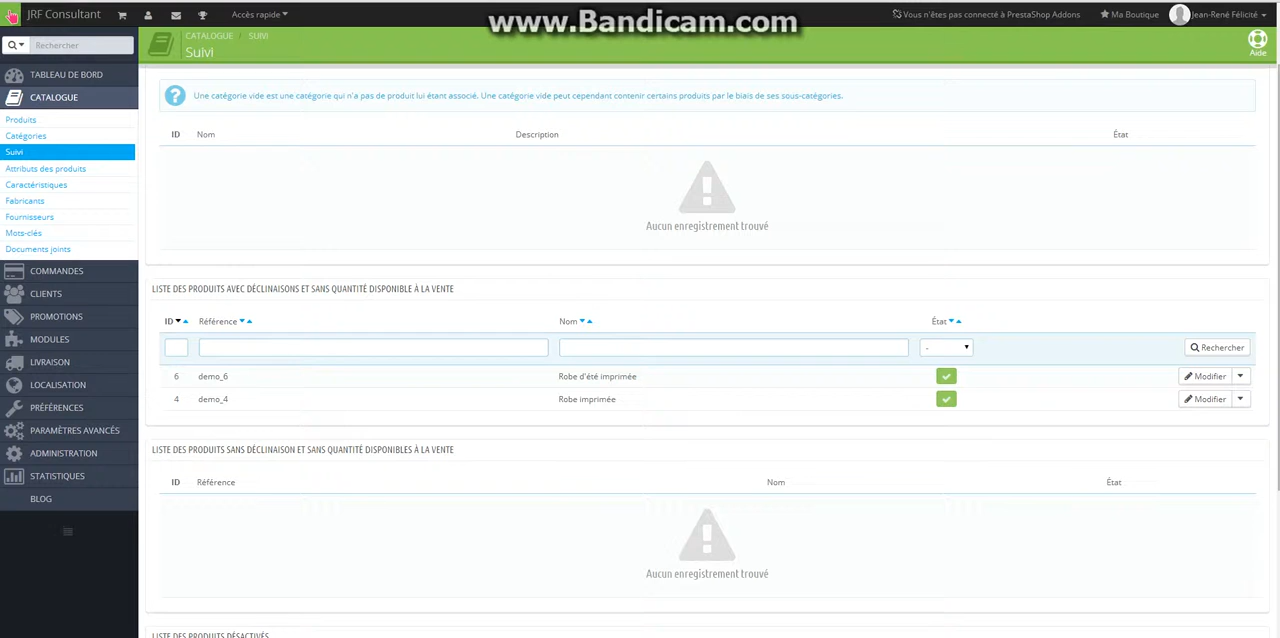 JRF Consultant
Accès rapide
www.Bandicam.com
Vous n'êtes pas connecté à PrestaShop Addons
Ma Boutique
Jean-René Félicité
Rechercher
CATALOGUE / SUIVI
Suivi
Aide
TABLEAU DE BORD
CATALOGUE
Produits
Catégories
Suivi
Attributs des produits
Caractéristiques
Fabricants
Fournisseurs
Mots-clés
Documents joints
COMMANDES
CLIENTS
PROMOTIONS
MODULES
LIVRAISON
LOCALISATION
PRÉFÉRENCES
PARAMÈTRES AVANCÉS
ADMINISTRATION
STATISTIQUES
BLOG
Une catégorie vide est une catégorie qui n'a pas de produit lui étant associé. Une catégorie vide peut cependant contenir certains produits par le biais de ses sous-catégories.
ID Nom Description État
Aucun enregistrement trouvé
LISTE DES PRODUITS AVEC DÉCLINAISONS ET SANS QUANTITÉ DISPONIBLE À LA VENTE
ID Référence Nom État
- Rechercher
6 demo_6 Robe d'été imprimée Modifier
4 demo_4 Robe imprimée Modifier
LISTE DES PRODUITS SANS DÉCLINAISON ET SANS QUANTITÉ DISPONIBLES À LA VENTE
ID Référence Nom État
Aucun enregistrement trouvé
LISTE DES PRODUITS DÉSACTIVÉS